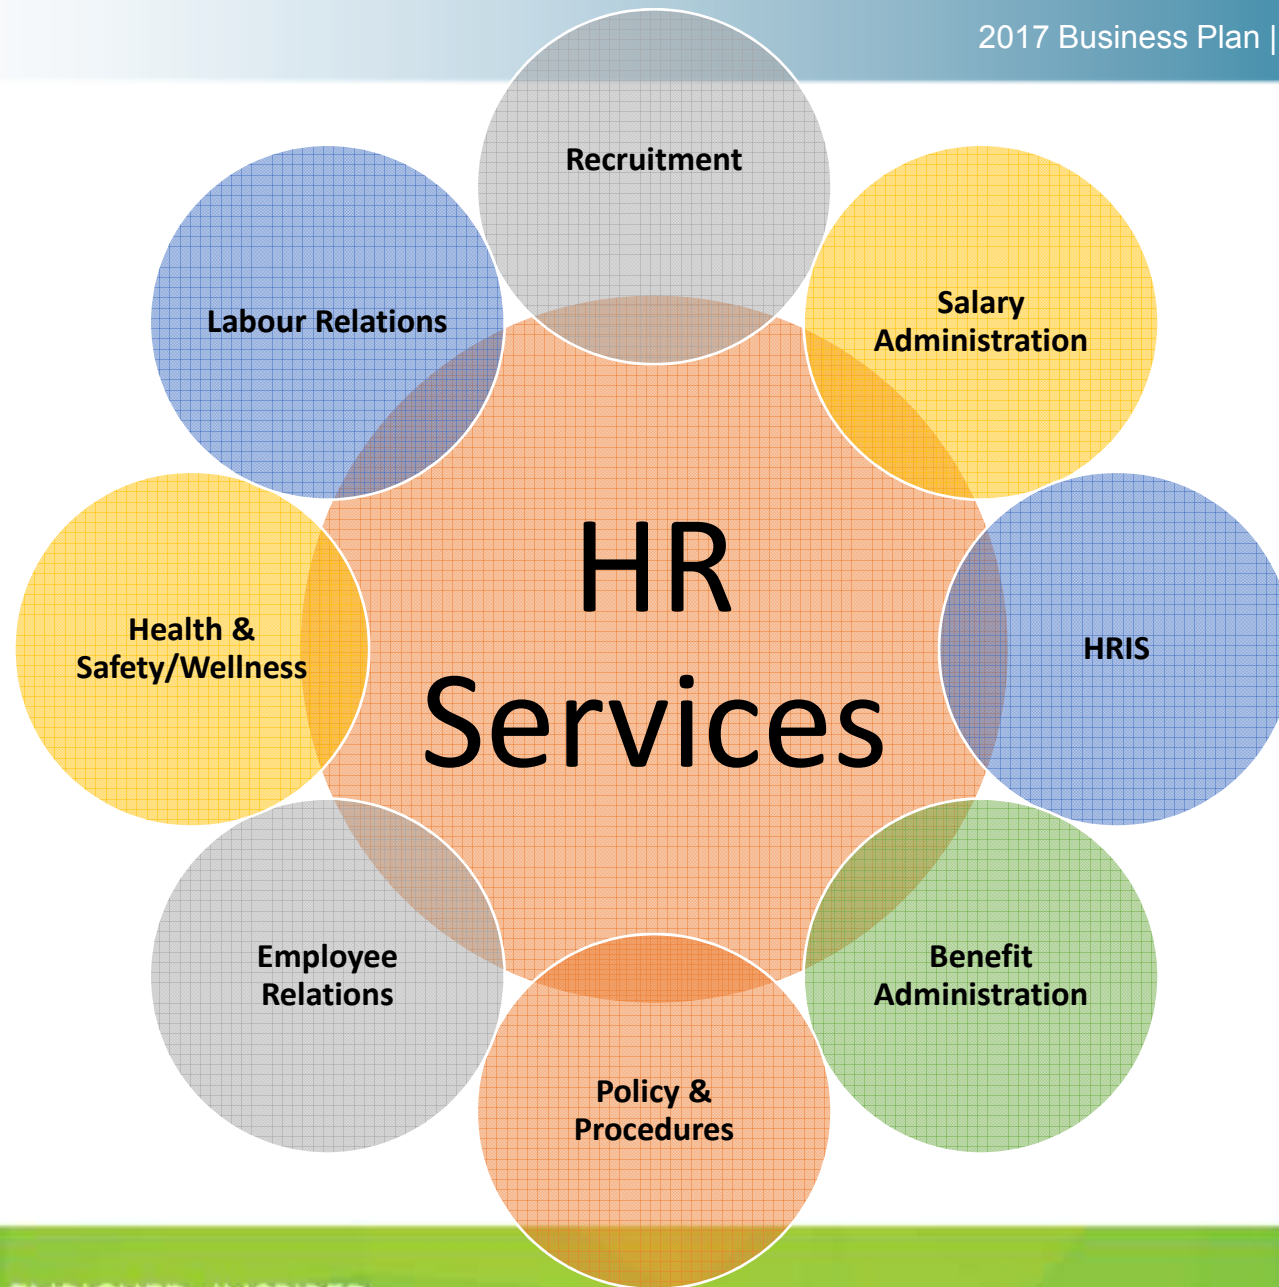 2017 Business Plan |
Recruitment
Labour Relations
Salary
Administration
HR
Services
Health &
Safety/Wellness
HRIS
Employee
Relations
Benefit
Administration
Policy &
Procedures